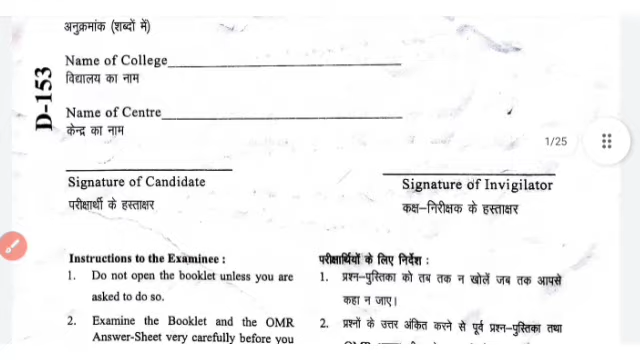 अनुक्रमांक (शब्दों में)
Name of College
विद्यालय का नाम
D-153
Name of Centre
केन्द्र का नाम
1/25
Signature of Candidate
Signature of Invigilator
परीक्षार्थी के हस्ताक्षर
कक्ष-निरीक्षक के हस्ताक्षर
Instructions to the Examinee :
1. Do not open the booklet unless you are
asked to do so.
2. Examine the Booklet and the OMR
Answer-Sheet very carefully before you
परीक्षार्थियों के लिए निर्देश :
1. प्रश्न-पुस्तिका को तब तक न खोलें जब तक आपसे
कहा न जाए।
2. प्रश्नों के उत्तर अंकित करने से पूर्व प्रश्न-पुस्तिका तथा